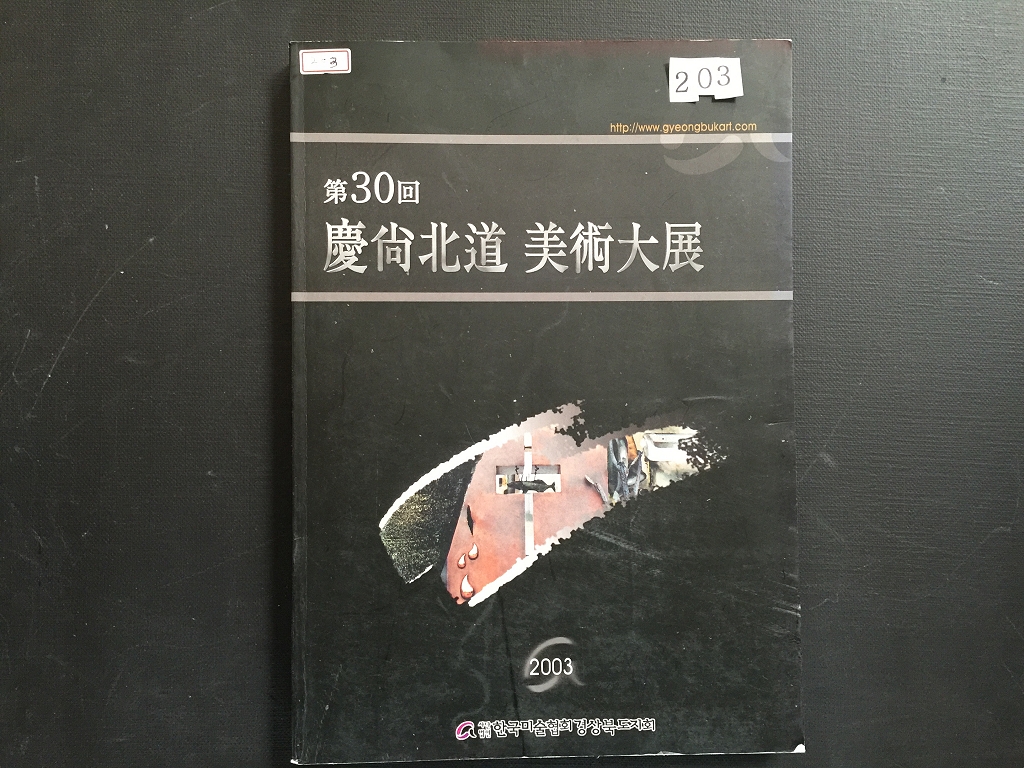 203
http://www.gyeongbukart.com
第30回
慶尙北道 美術大展
2003
한국미술협회경상북도지회